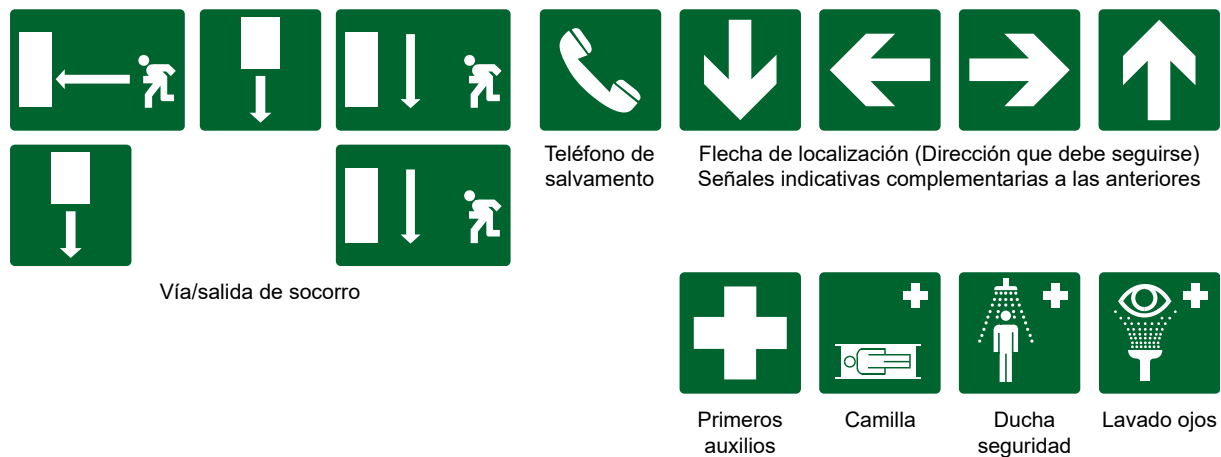 Teléfono de
salvamento
Flecha de localización (Dirección que debe seguirse)
Señales indicativas complementarias a las anteriores
Vía/salida de socorro
Primeros
auxilios
Camilla
Ducha
seguridad
Lavado ojos